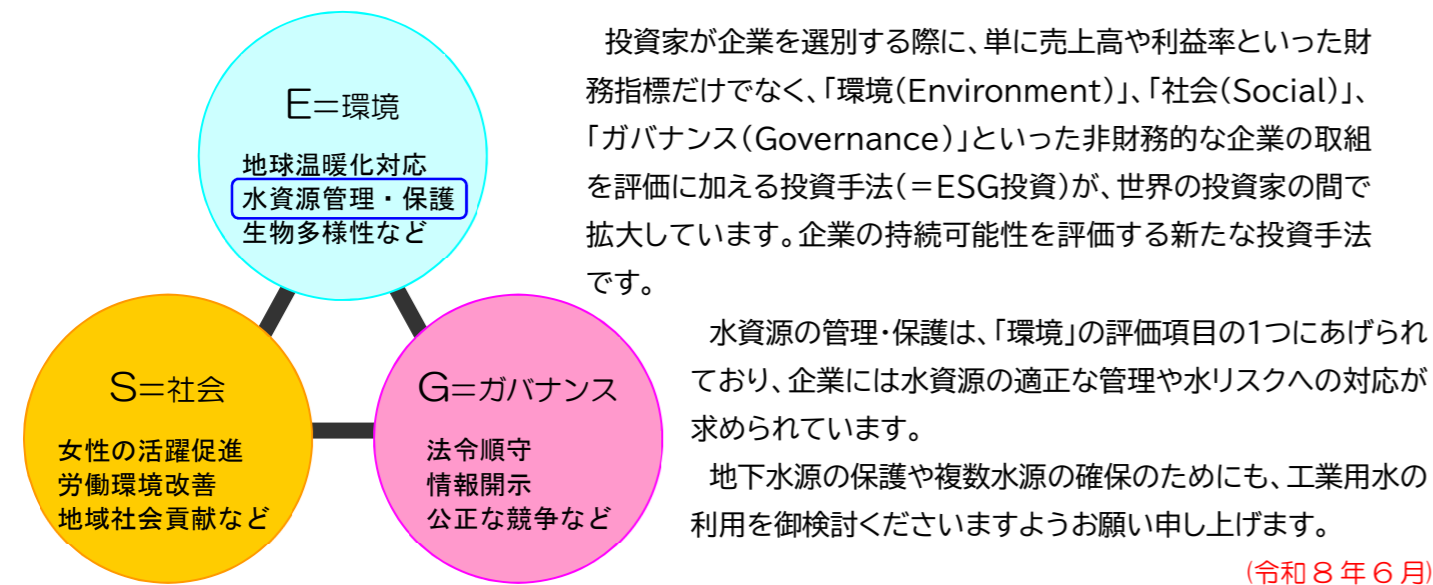 E=環境
地球温暖化対応
水資源管理・保護
生物多様性など
S=社会
女性の活躍促進
労働環境改善
地域社会貢献など
G=ガバナンス
法令順守
情報開示
公正な競争など
投資家が企業を選別する際に、単に売上高や利益率といった財
務指標だけでなく、「環境(Environment)」、「社会(Social)」、
「ガバナンス(Governance)」といった非財務的な企業の取組
を評価に加える投資手法(=ESG投資)が、世界の投資家の間で
拡大しています。企業の持続可能性を評価する新たな投資手法
です。
水資源の管理・保護は、「環境」の評価項目の1つにあげられ
ており、企業には水資源の適正な管理や水リスクへの対応が
求められています。
地下水源の保護や複数水源の確保のためにも、工業用水の
利用を御検討くださいますようお願い申し上げます。
(令和8年6月)